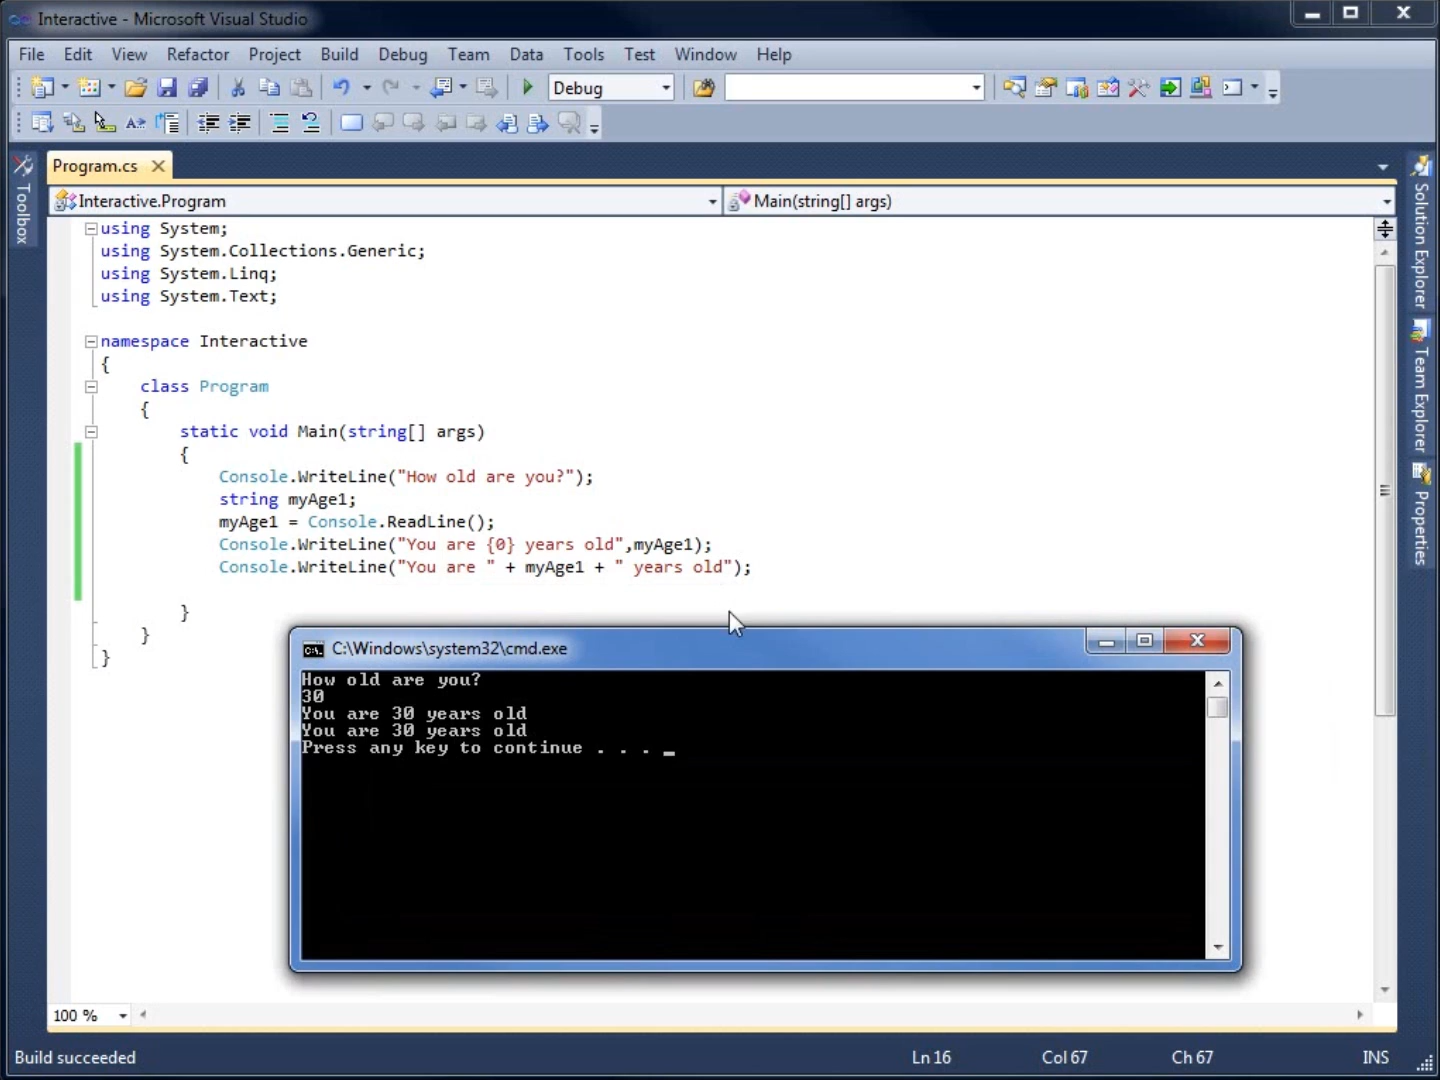 Interactive - Microsoft Visual Studio
File Edit View Refactor Project Build Debug Team Data Tools Test Window Help
Debug
Program.cs
Interactive.Program
Main(string[] args)
Toolbox
Solution Explorer
Team Explorer
Properties
using System;
using System.Collections.Generic;
using System.Linq;
using System.Text;
namespace Interactive
{
class Program
{
static void Main(string[] args)
{
Console.WriteLine("How old are you?");
string myAge1;
myAge1 = Console.ReadLine();
Console.WriteLine("You are {0} years old",myAge1);
Console.WriteLine("You are " + myAge1 + " years old");
}
}
}
C:\Windows\system32\cmd.exe
How old are you?
30
You are 30 years old
You are 30 years old
Press any key to continue . . . _
100 %
Build succeeded Ln 16 Col 67 Ch 67 INS